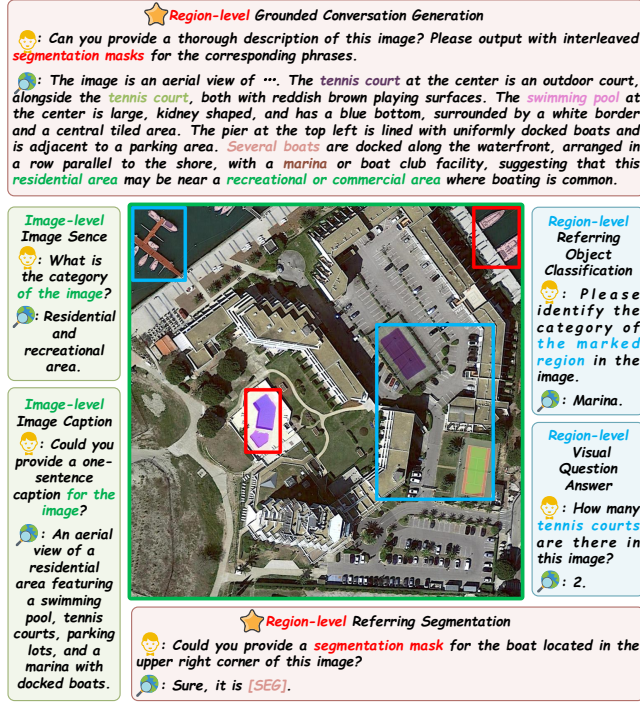 Region-level Grounded Conversation Generation
: Can you provide a thorough description of this image? Please output with interleaved
segmentation masks for the corresponding phrases.
: The image is an aerial view of ···. The tennis court at the center is an outdoor court,
alongside the tennis court, both with reddish brown playing surfaces. The swimming pool at
the center is large, kidney shaped, and has a blue bottom, surrounded by a white border
and a central tiled area. The pier at the top left is lined with uniformly docked boats and
is adjacent to a parking area. Several boats are docked along the waterfront, arranged in
a row parallel to the shore, with a marina or boat club facility, suggesting that this
residential area may be near a recreational or commercial area where boating is common.
Image-level
Image Sence
: What is
the category
of the image?
: Residential
and
recreational
area.
Image-level
Image Caption
: Could you
provide a one-
sentence
caption for the
image?
: An aerial
view of a
residential
area featuring
a swimming
pool, tennis
courts, parking
lots, and a
marina with
docked boats.
Region-level
Referring
Object
Classification
: Please
identify the
category of
the marked
region in the
image.
: Marina.
Region-level
Visual
Question
Answer
: How many
tennis courts
are there in
this image?
: 2.
Region-level Referring Segmentation
: Could you provide a segmentation mask for the boat located in the
upper right corner of this image?
: Sure, it is [SEG].